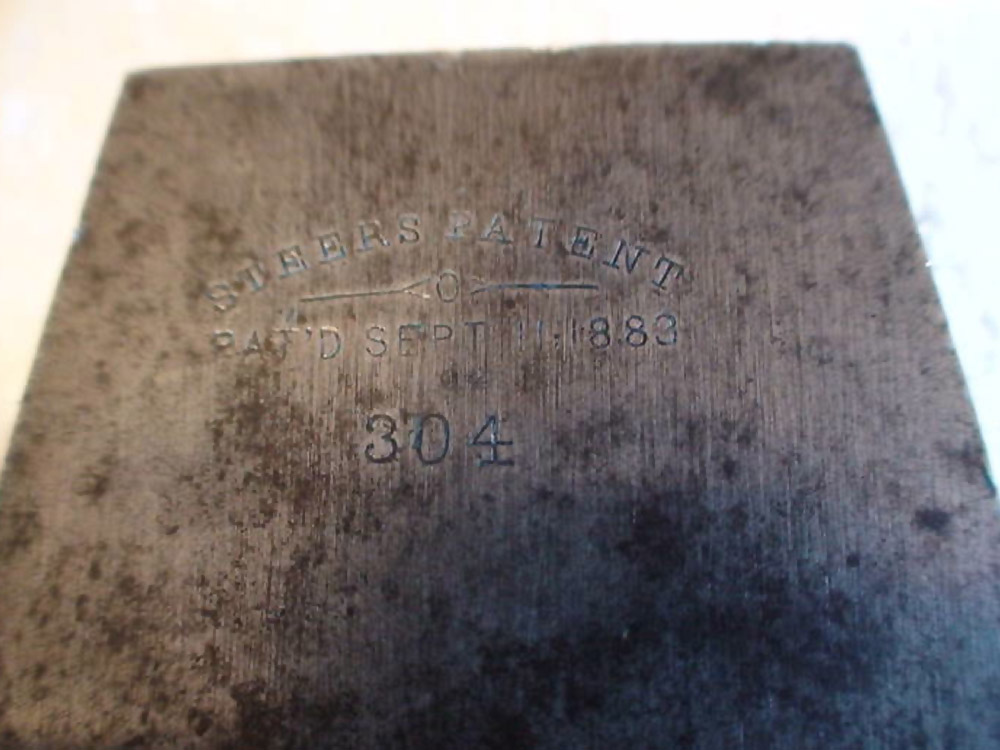 STEERS PATENT
PAT'D SEPT 11, 1883
304